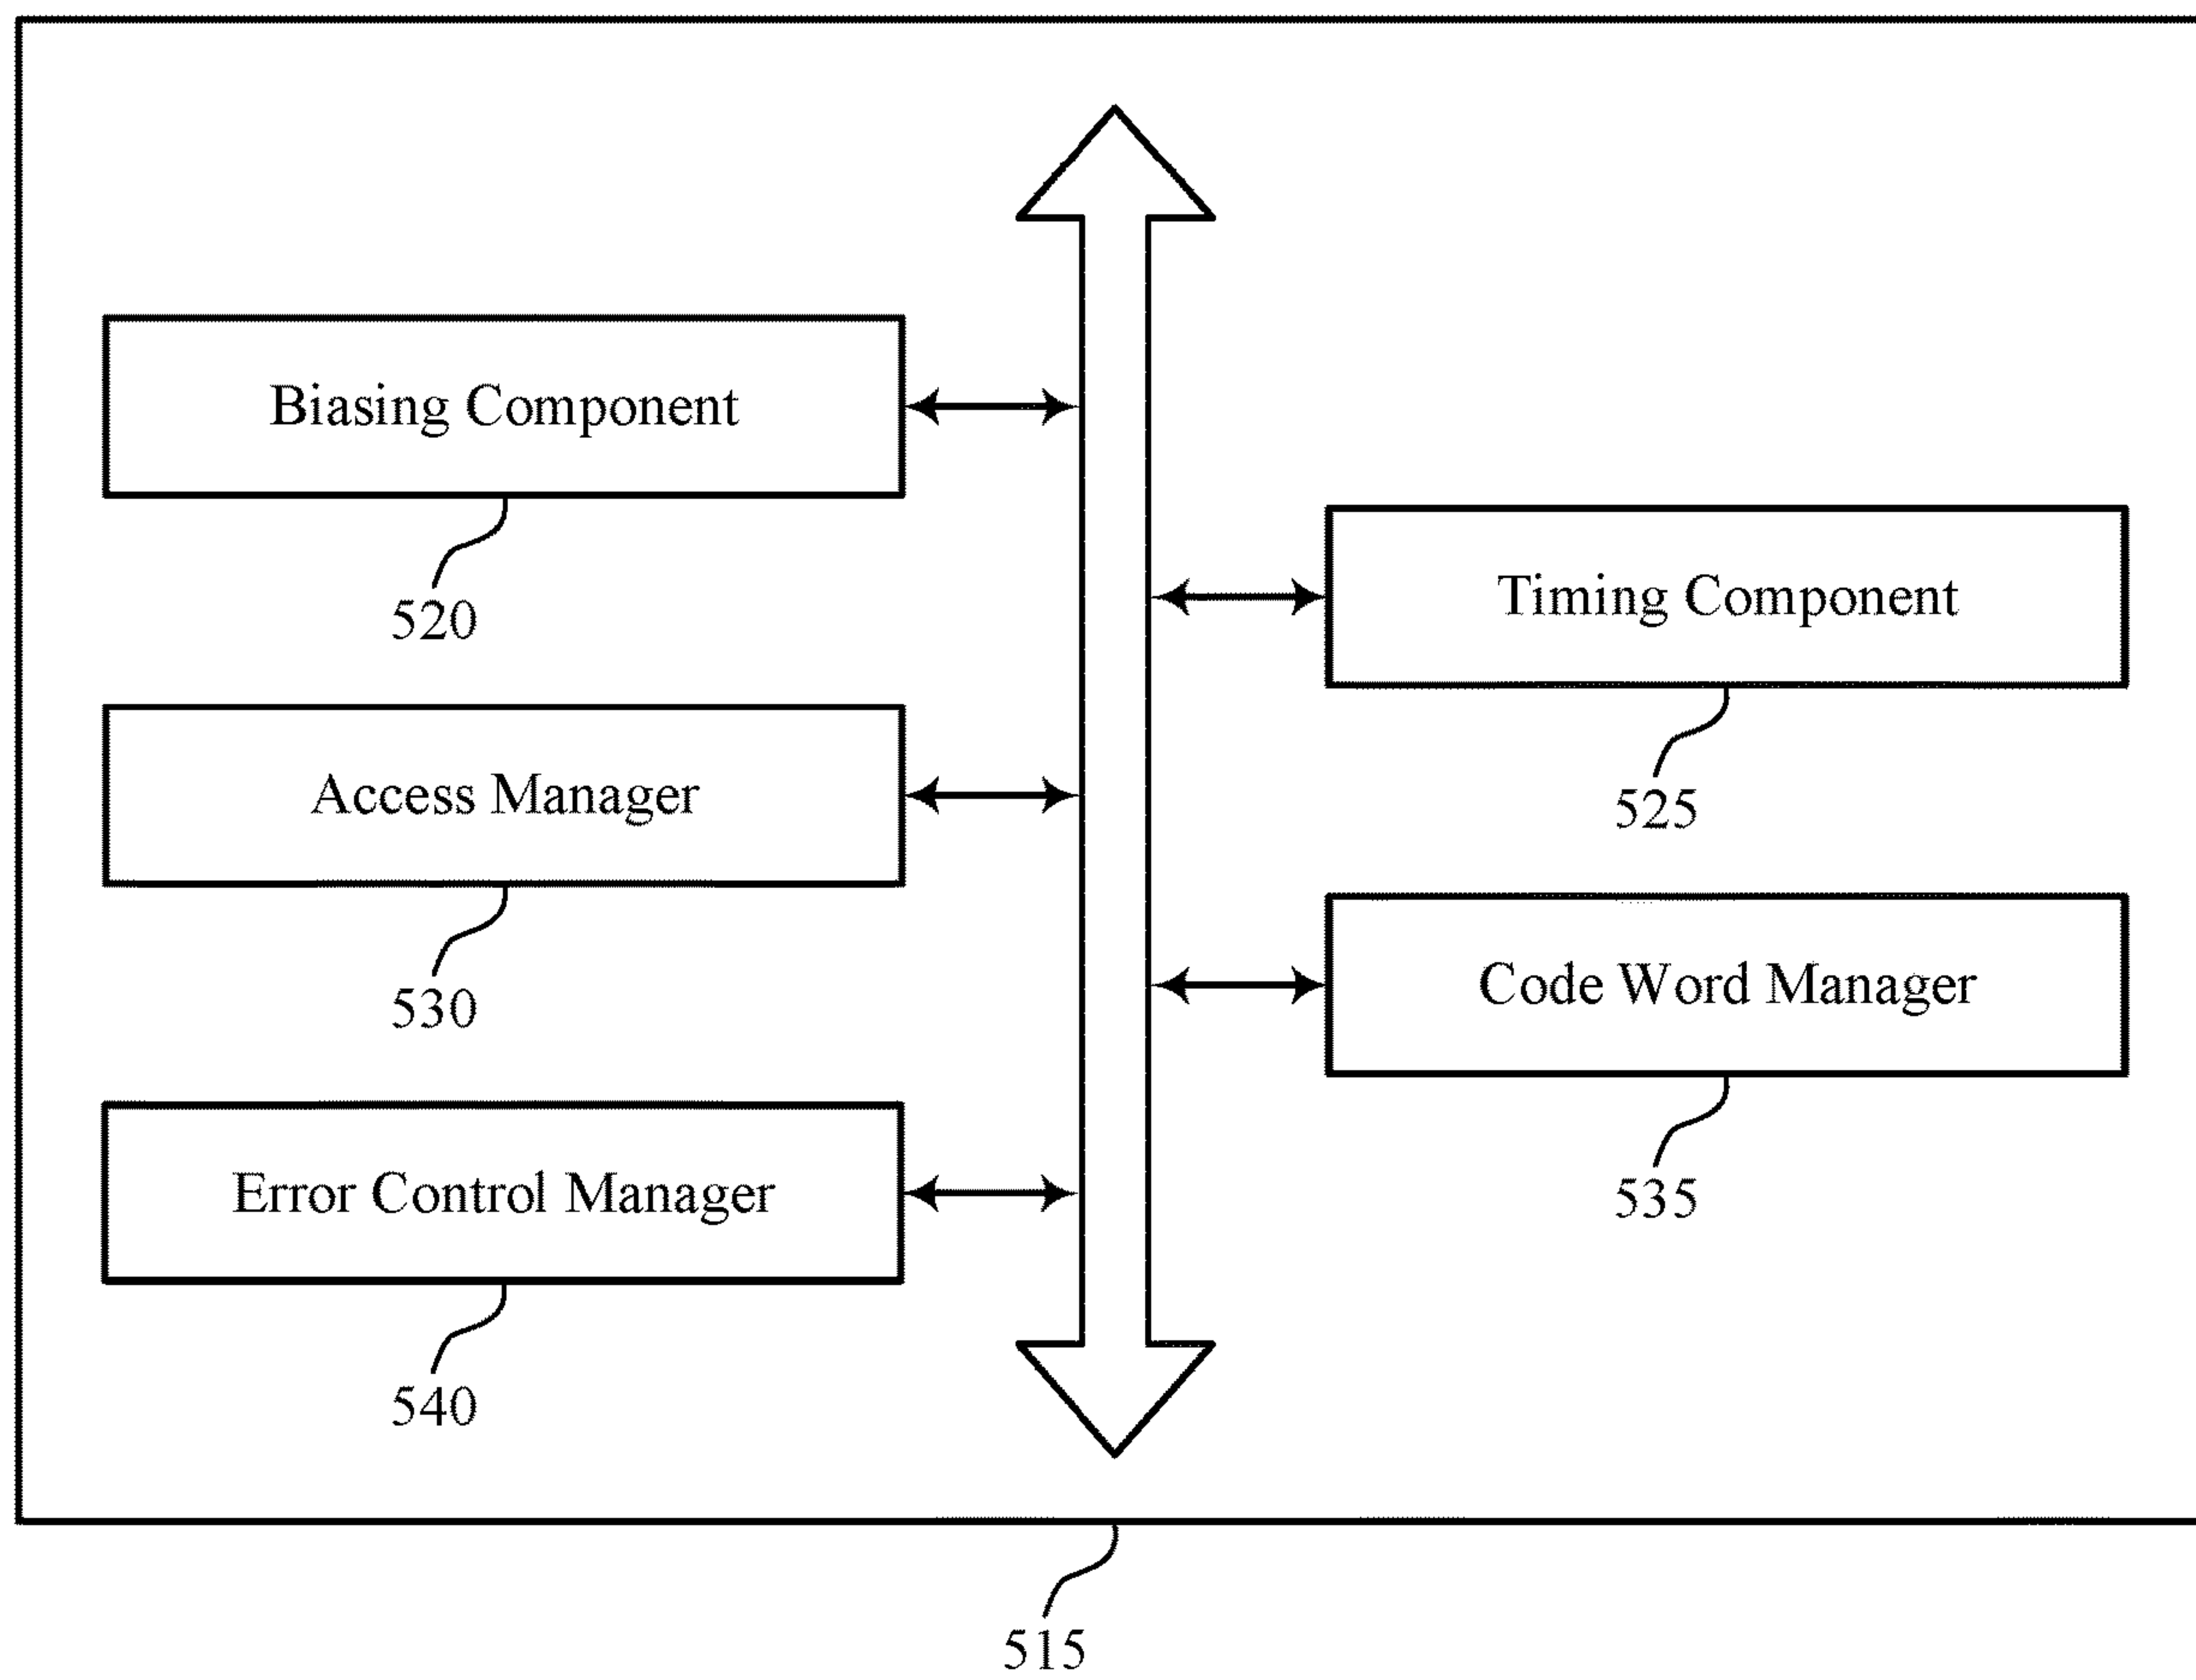 Biasing Component
520
Timing Component
525
Access Manager
530
Code Word Manager
535
Error Control Manager
540
515